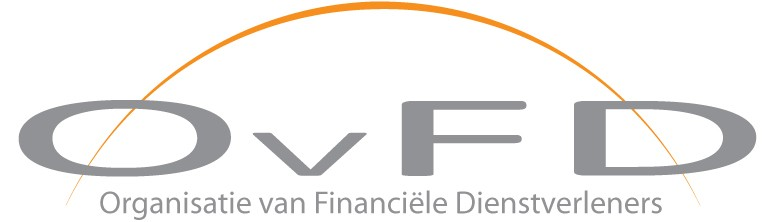 OvFD
Organisatie van Financiële Dienstverleners